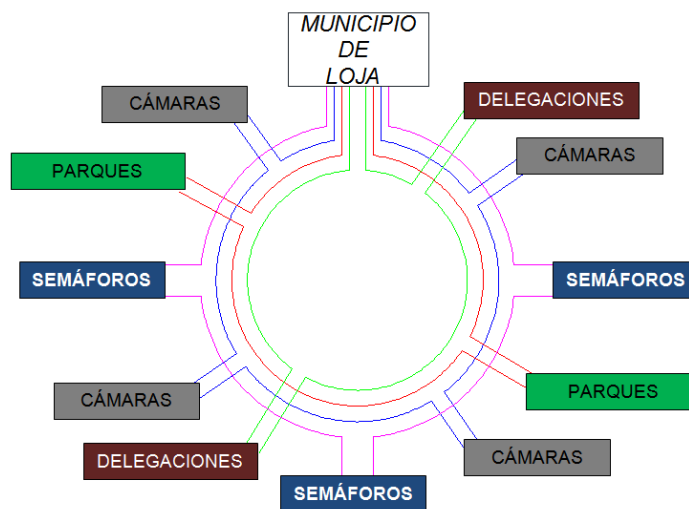 MUNICIPIO
DE
LOJA
CÁMARAS
DELEGACIONES
CÁMARAS
PARQUES
SEMÁFOROS
SEMÁFOROS
PARQUES
CÁMARAS
DELEGACIONES
CÁMARAS
SEMÁFOROS